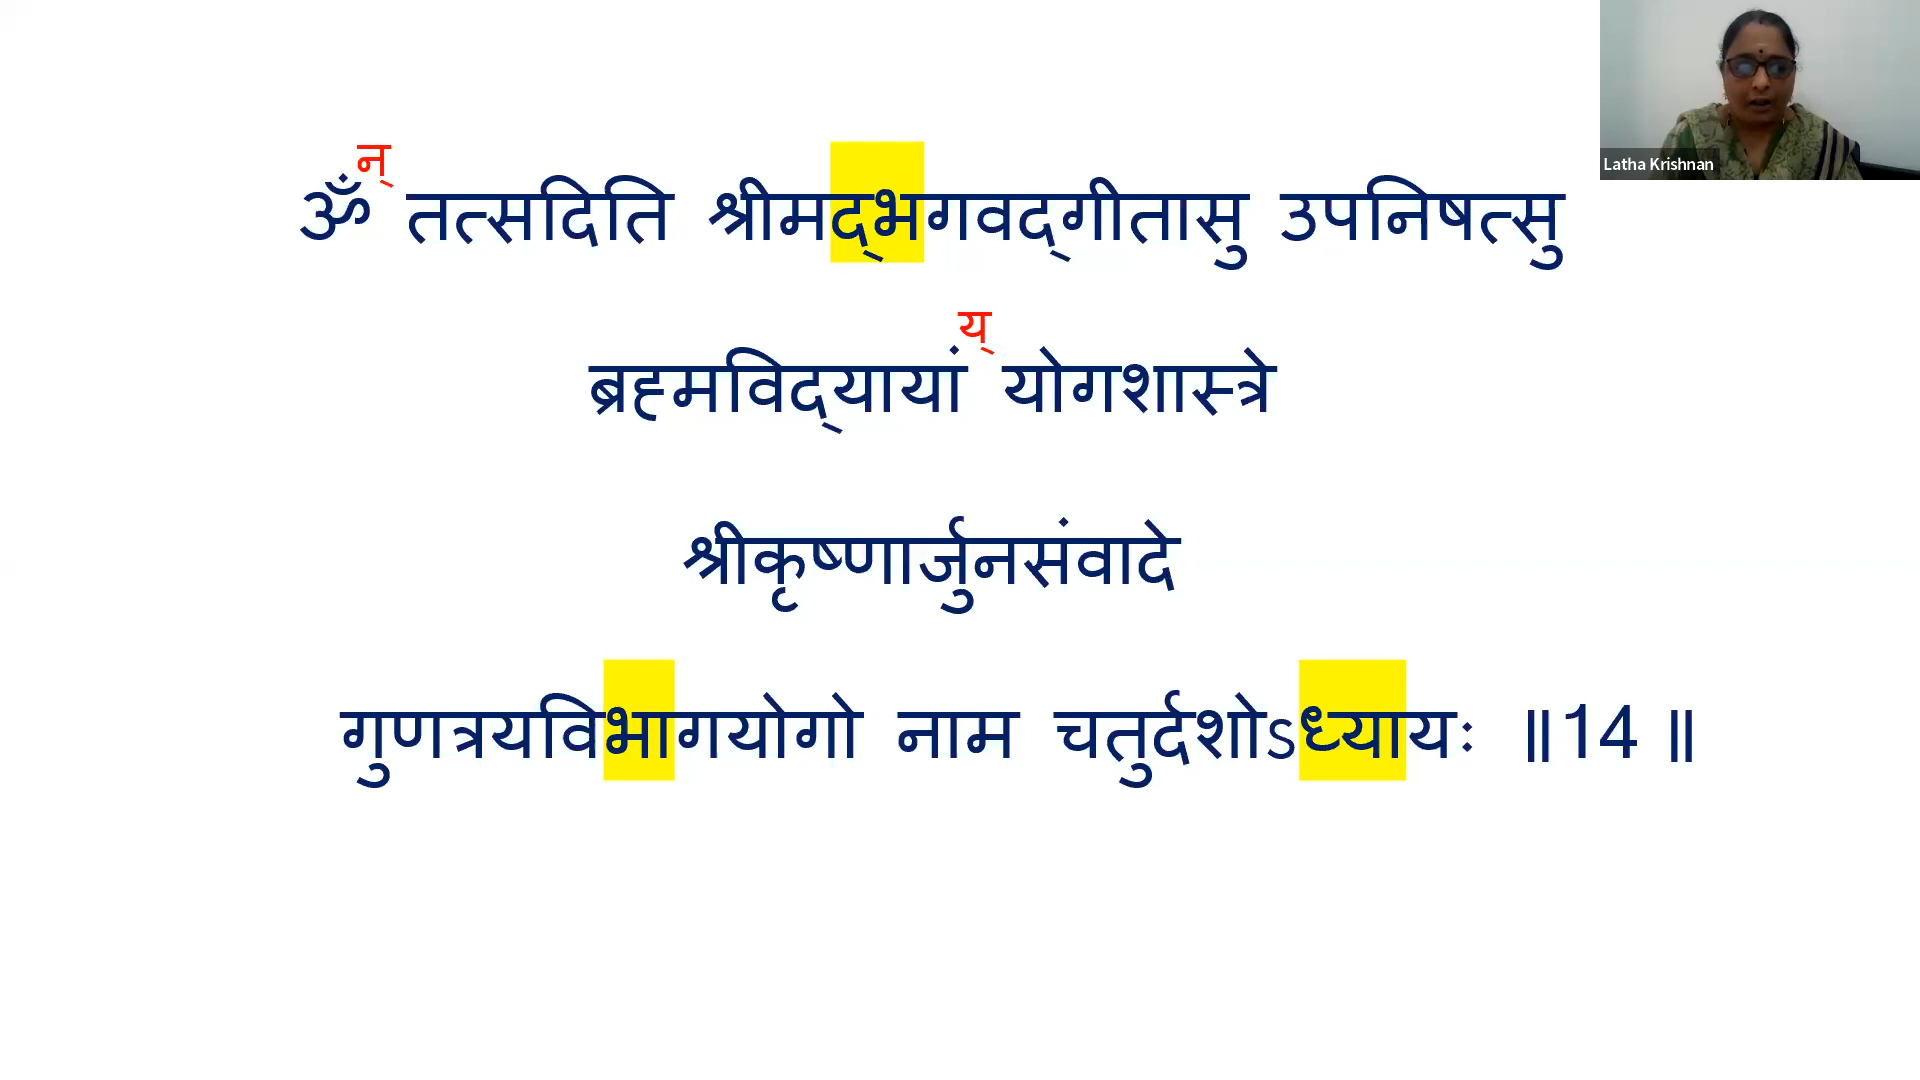 Latha Krishnan
न्
ॐ तत्सदिति श्रीमद्‌भगवद्‌गीतासु उपनिषत्सु
य्
ब्रह्मविद्‌यायां योगशास्त्रे
श्रीकृष्णार्जुनसंवादे
गुणत्रयविभागयोगो नाम चतुर्दशोऽध्यायः ॥14 ॥